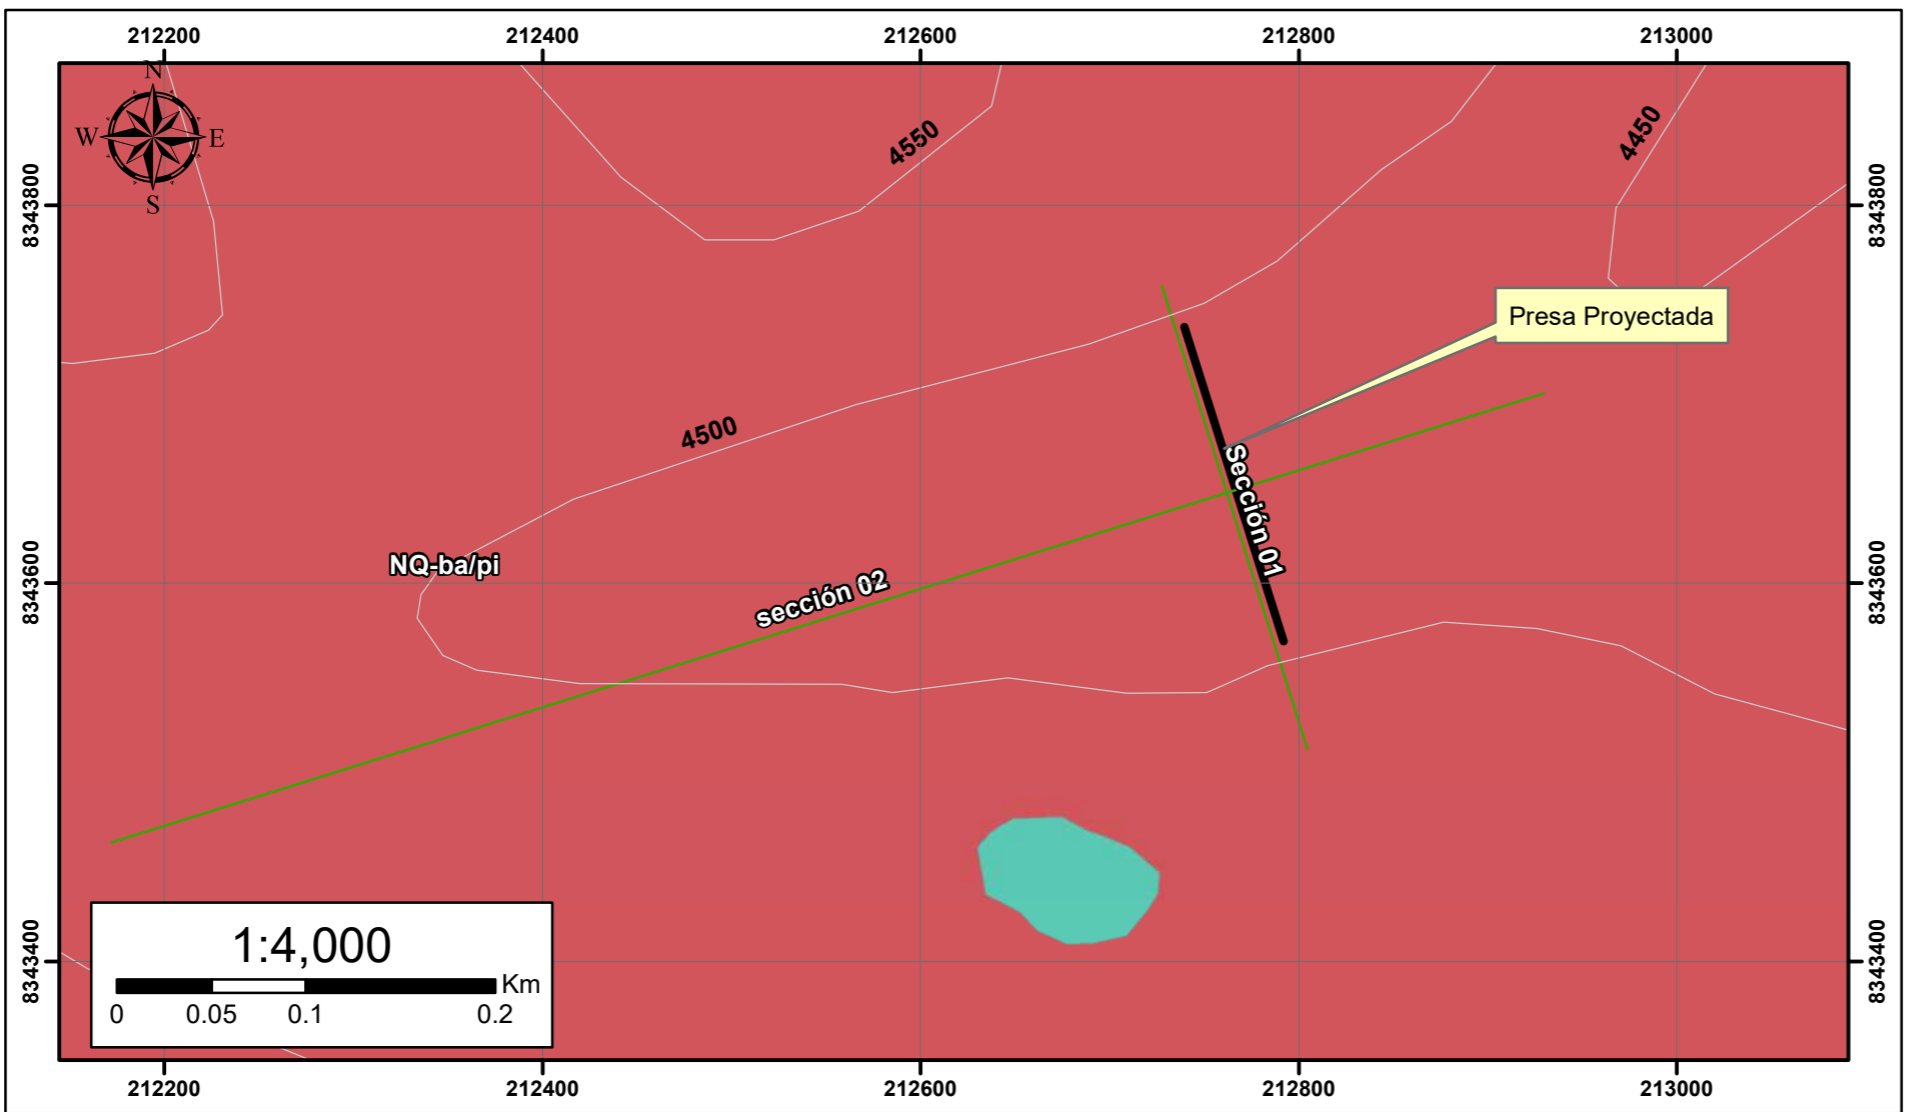 212200 212400 212600 212800 213000
N
W E
S
4550
4450
8343800 8343800
Presa Proyectada
4500
Sección 01
NQ-ba/pi
sección 02
8343600 8343600
1:4,000
Km
0 0.05 0.1 0.2
8343400 8343400
212200 212400 212600 212800 213000